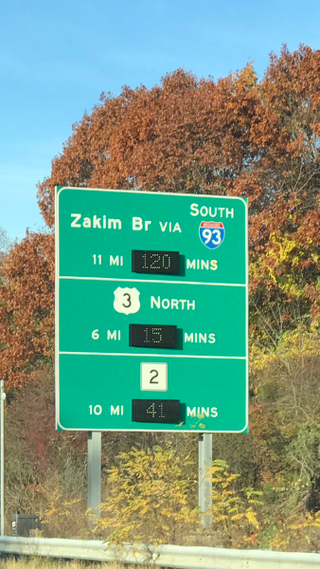 SOUTH
Zakim Br VIA 93
11 MI 120 MINS
3 NORTH
6 MI 15 MINS
2
10 MI 41 MINS